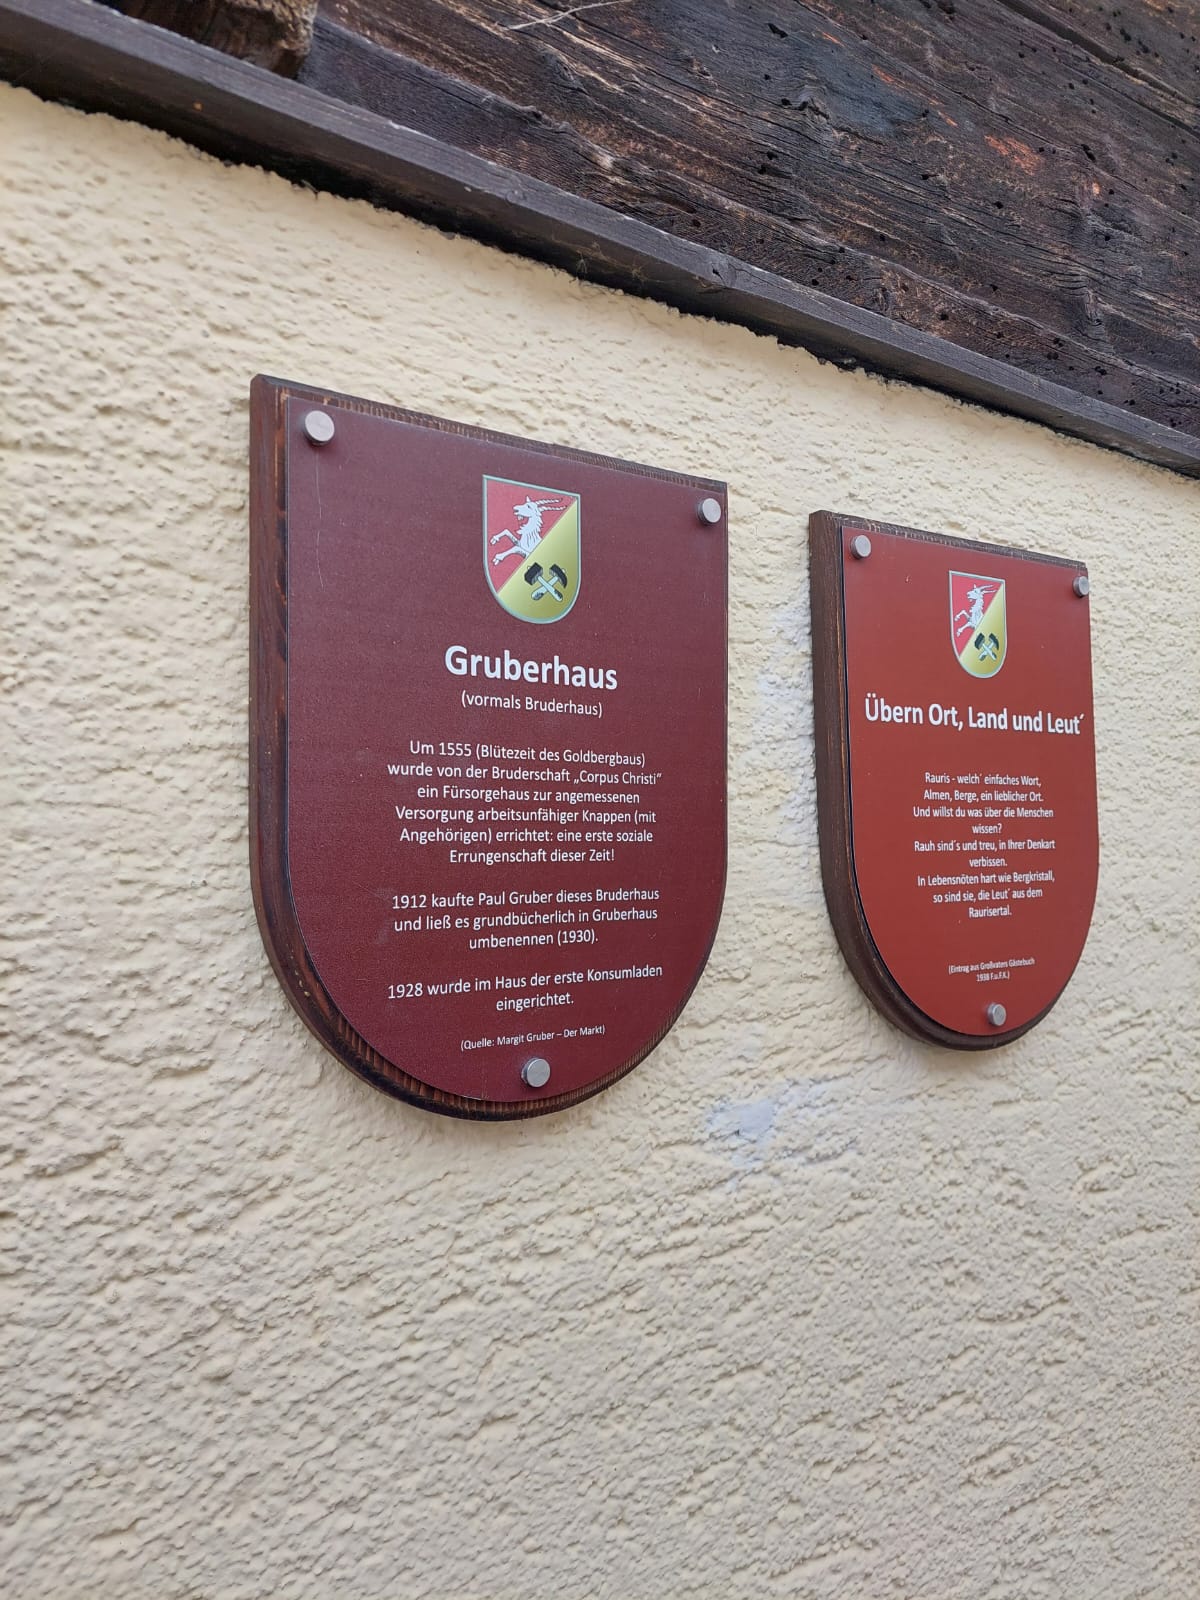 Gruberhaus
(vormals Bruderhaus)
Um 1555 (Blütezeit des Goldbergbaus)
wurde von der Bruderschaft „Corpus Christi“
ein Fürsorgehaus zur angemessenen
Versorgung arbeitsunfähiger Knappen (mit
Angehörigen) errichtet: eine erste soziale
Errungenschaft dieser Zeit!
1912 kaufte Paul Gruber dieses Bruderhaus
und ließ es grundbücherlich in Gruberhaus
umbenennen (1930).
1928 wurde im Haus der erste Konsumladen
eingerichtet.
(Quelle: Margit Gruber – Der Markt)
Übern Ort, Land und Leut´
Rauris - welch´ einfaches Wort,
Almen, Berge, ein lieblicher Ort.
Und willst du was über die Menschen
wissen?
Rauh sind´s und treu, in Ihrer Denkart
verbissen.
In Lebensnöten hart wie Bergkristall,
so sind sie, die Leut´ aus dem
Raurisertal.
(Eintrag aus Großvaters Gästebuch
1938 F.u.F.K.)